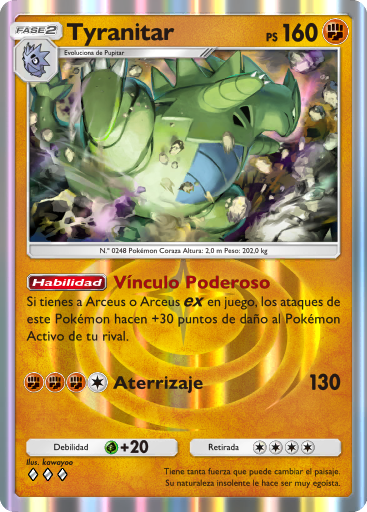 FASE 2 Tyranitar PS 160
Evoluciona de Pupitar
N.º 0248 Pokémon Coraza Altura: 2,0 m Peso: 202,0 kg
Habilidad Vínculo Poderoso
Si tienes a Arceus o Arceus ex en juego, los ataques de
este Pokémon hacen +30 puntos de daño al Pokémon
Activo de tu rival.
Aterrizaje 130
Debilidad +20 Retirada
Ilus. kawayoo
Tiene tanta fuerza que puede cambiar el paisaje.
Su naturaleza insolente le hace ser muy egoísta.